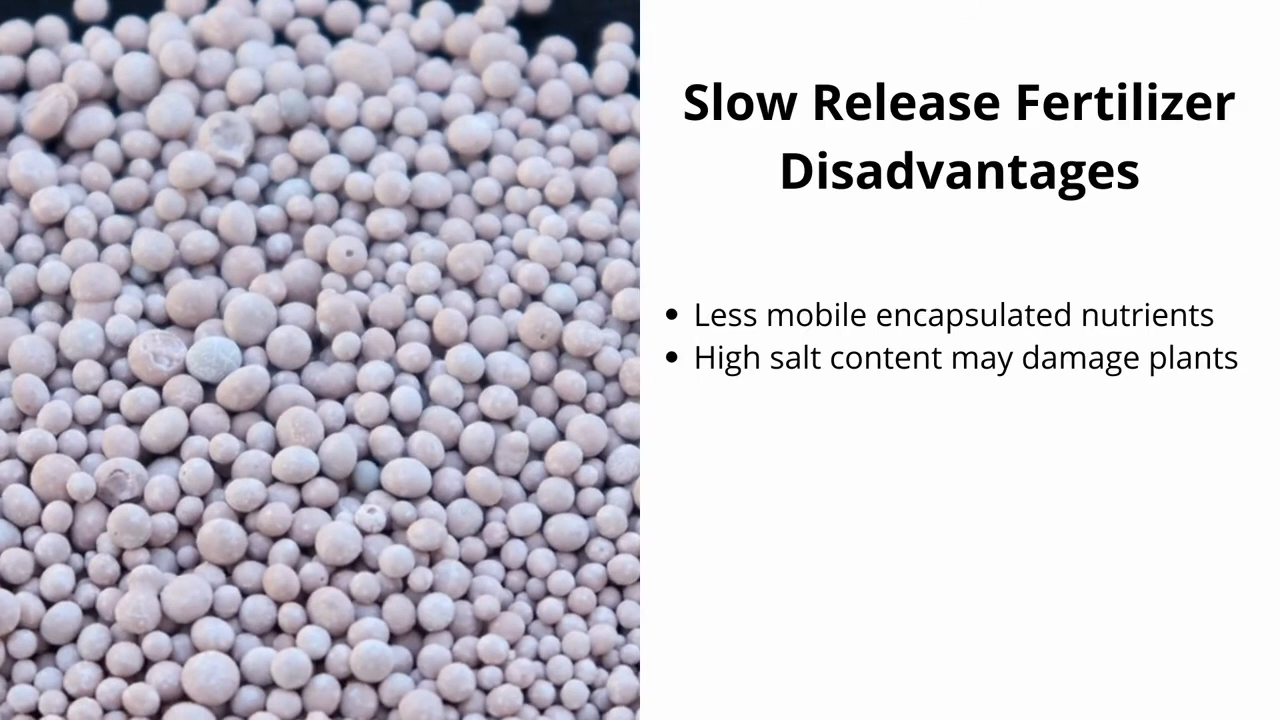 Slow Release Fertilizer
Disadvantages
• Less mobile encapsulated nutrients
• High salt content may damage plants